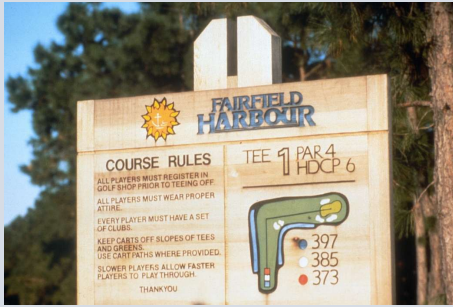 FAIRFIELD
HARBOUR
COURSE RULES
ALL PLAYERS MUST REGISTER IN
GOLF SHOP PRIOR TO TEEING OFF.
ALL PLAYERS MUST WEAR PROPER
ATTIRE.
EVERY PLAYER MUST HAVE A SET
OF CLUBS.
KEEP CARTS OFF SLOPES OF TEES
AND GREENS.
USE CART PATHS WHERE PROVIDED.
SLOWER PLAYERS ALLOW FASTER
PLAYERS TO PLAY THROUGH.
THANKYOU
TEE 1 PAR 4
HDCP 6
397
385
373